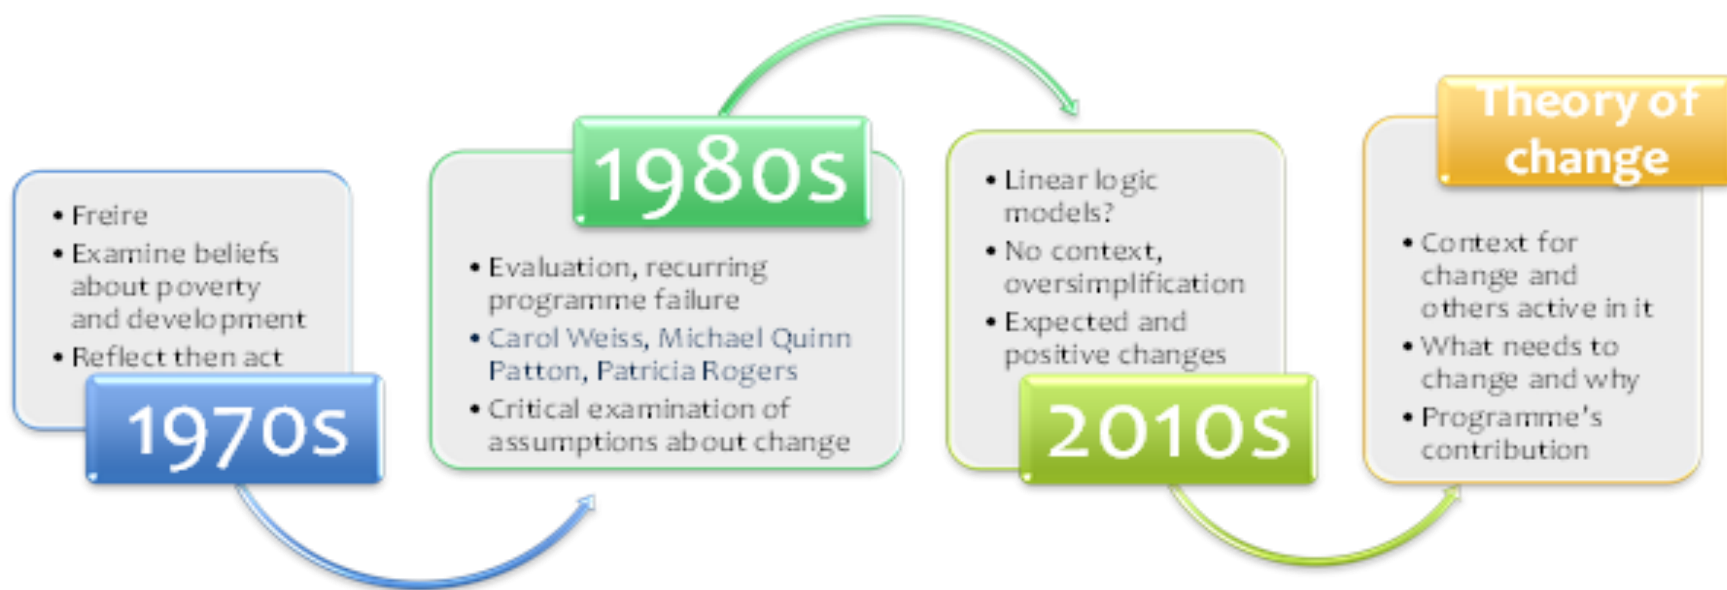 • Freire
• Examine beliefs
about poverty
and development
• Reflect then act
1970s
1980s
• Evaluation, recurring
programme failure
• Carol Weiss, Michael Quinn
Patton, Patricia Rogers
• Critical examination of
assumptions about change
• Linear logic
models?
• No context,
oversimplification
• Expected and
positive changes
2010s
Theory of
change
• Context for
change and
others active in it
• What needs to
change and why
• Programme's
contribution